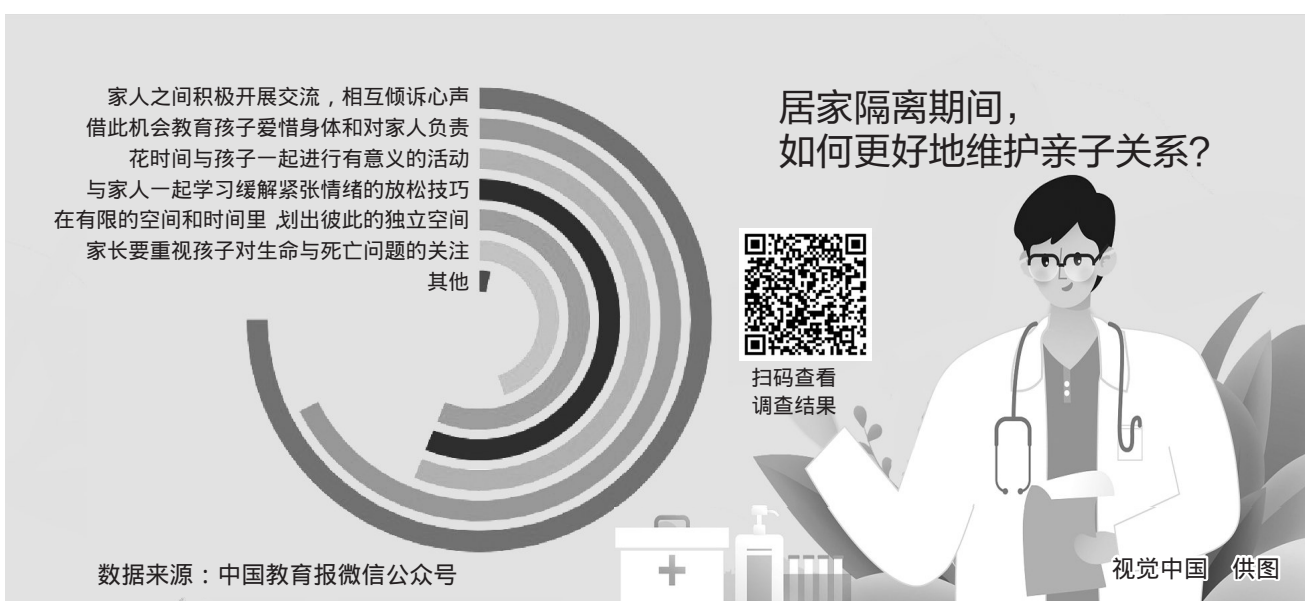 家人之间积极开展交流，相互倾诉心声
借此机会教育孩子爱惜身体和对家人负责
花时间与孩子一起进行有意义的活动
与家人一起学习缓解紧张情绪的放松技巧
在有限的空间和时间里,划出彼此的独立空间
家长要重视孩子对生命与死亡问题的关注
其他
居家隔离期间，
如何更好地维护亲子关系？
扫码查看
调查结果
数据来源：中国教育报微信公众号
视觉中国　供图